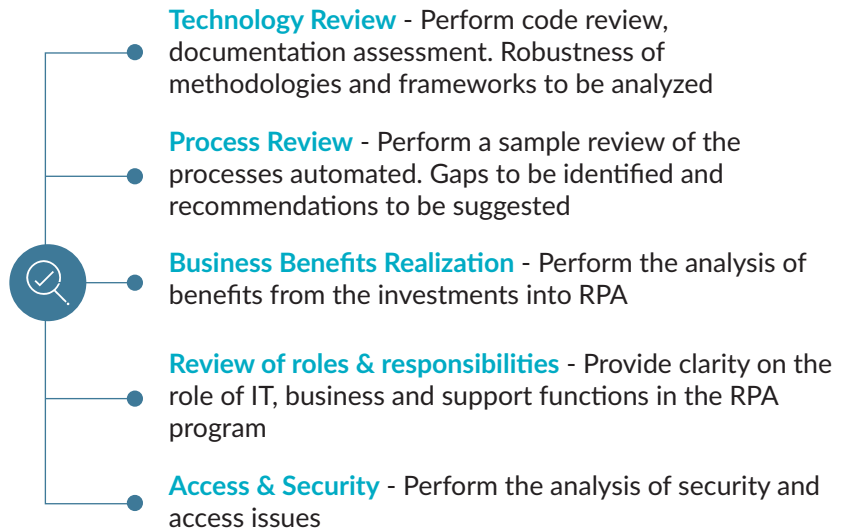 Technology Review - Perform code review,
documentation assessment. Robustness of
methodologies and frameworks to be analyzed
Process Review - Perform a sample review of the
processes automated. Gaps to be identified and
recommendations to be suggested
Business Benefits Realization - Perform the analysis of
benefits from the investments into RPA
Review of roles & responsibilities - Provide clarity on the
role of IT, business and support functions in the RPA
program
Access & Security - Perform the analysis of security and
access issues